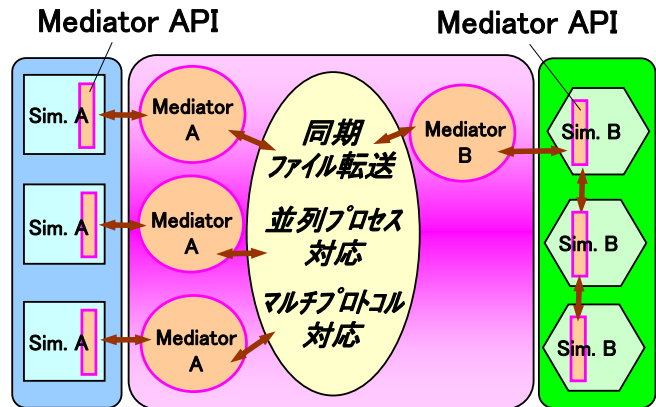 Mediator API
Mediator API
Sim. A
Mediator
A
同期
ファイル転送
Mediator
B
Sim. B
Sim. A
Mediator
A
並列プロセス
対応
Sim. B
Sim. A
Mediator
A
マルチプロトコル
対応
Sim. B